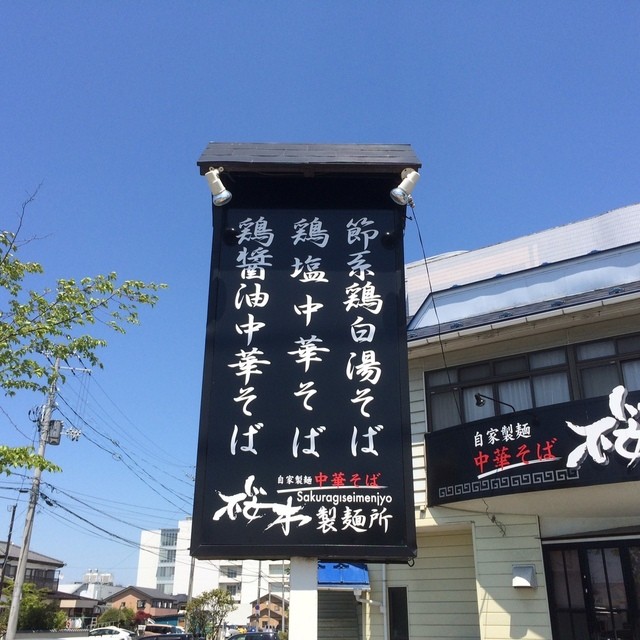 節系鶏白湯そば
鶏塩中華そば
鶏醤油中華そば
自家製麺 中華そば
Sakuragiseimenjyo
桜木製麺所
自家製麺
中華そば
桜